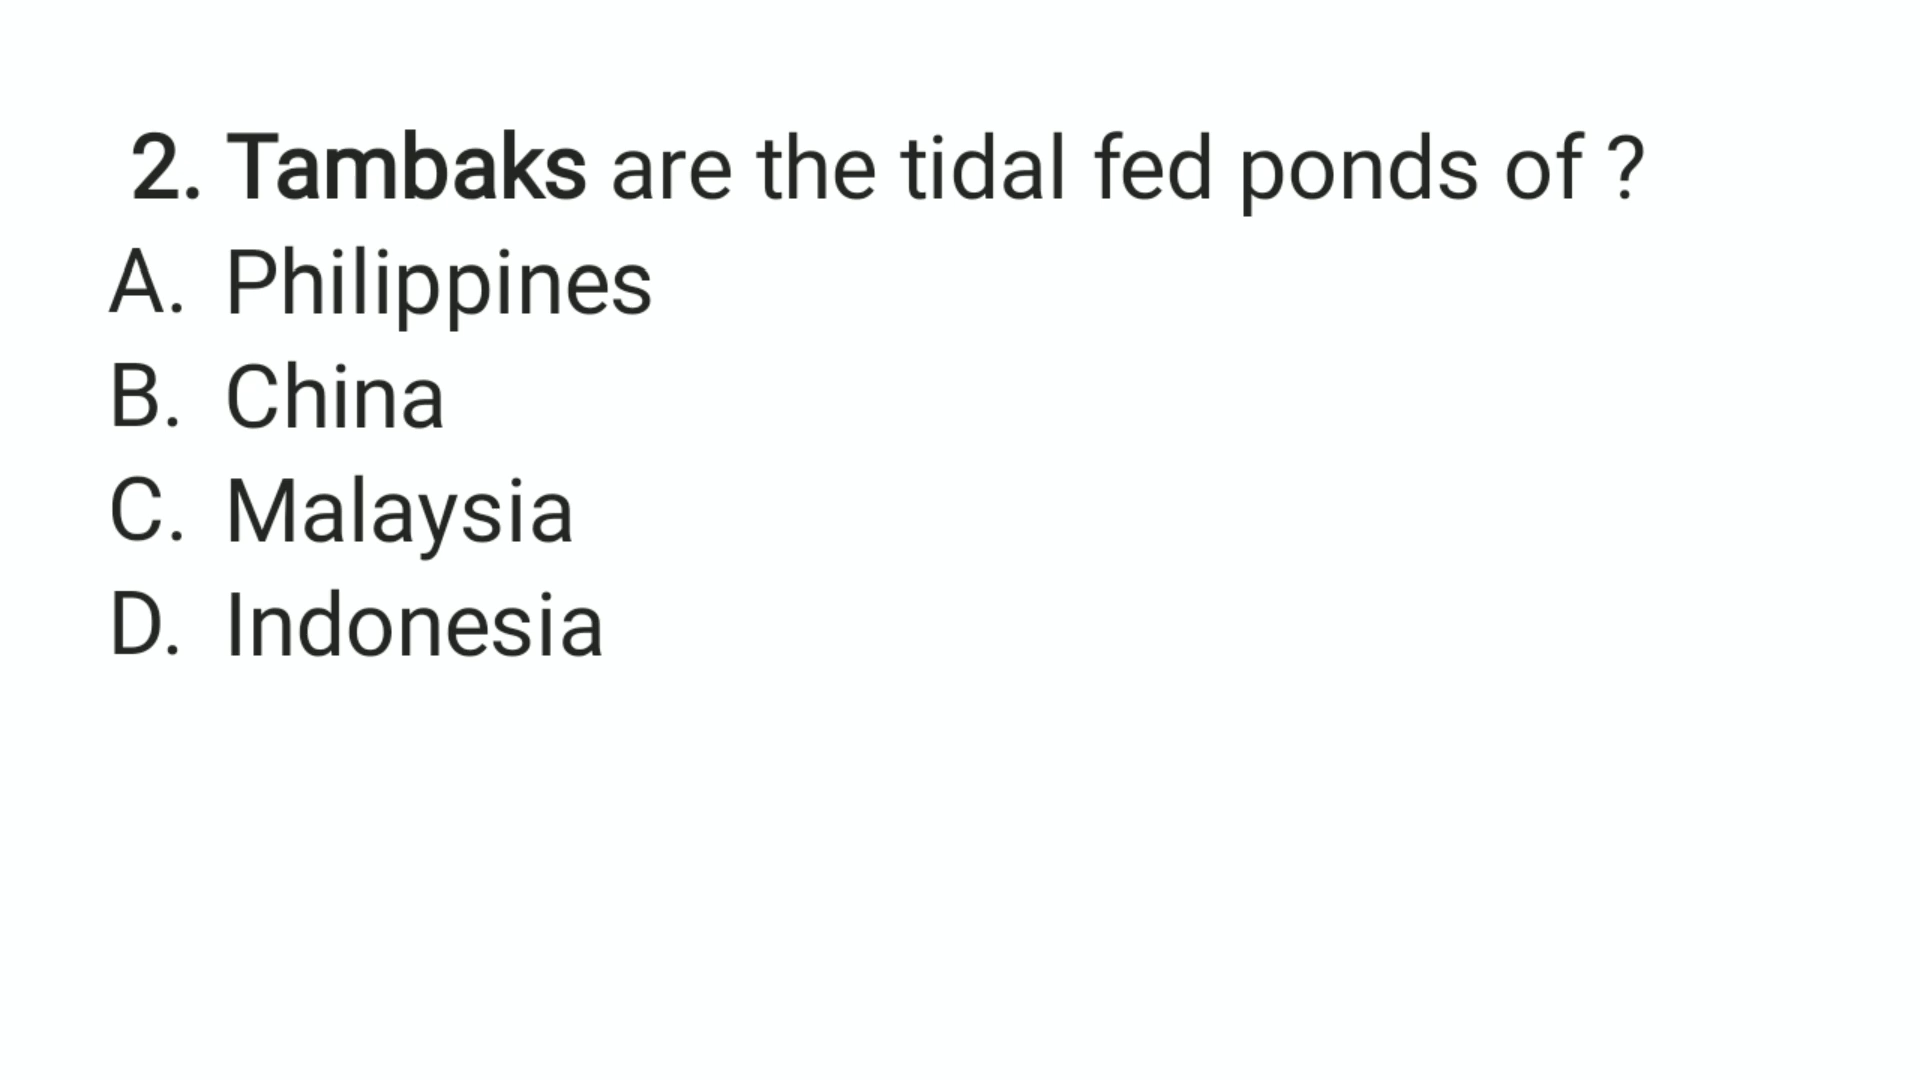 2. Tambaks are the tidal fed ponds of ?
A. Philippines
B. China
C. Malaysia
D. Indonesia